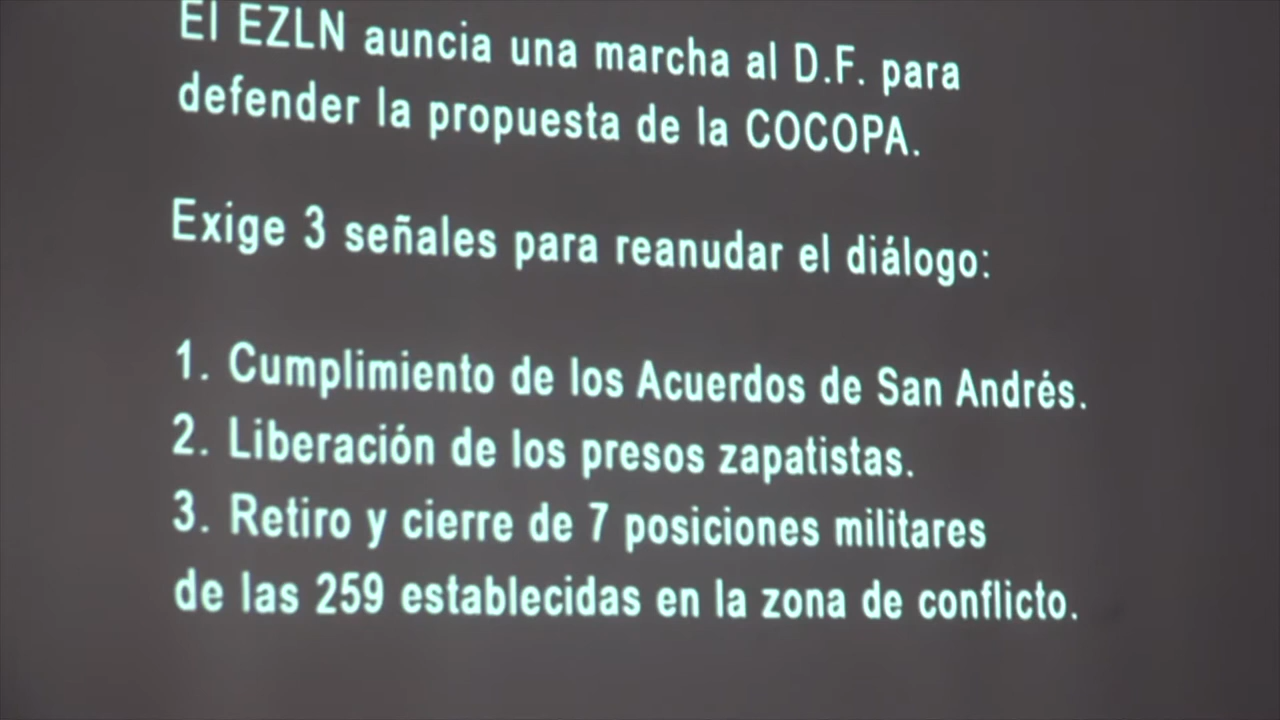 El EZLN auncia una marcha al D.F. para
defender la propuesta de la COCOPA.
Exige 3 señales para reanudar el diálogo:
1. Cumplimiento de los Acuerdos de San Andrés.
2. Liberación de los presos zapatistas.
3. Retiro y cierre de 7 posiciones militares
de las 259 establecidas en la zona de conflicto.